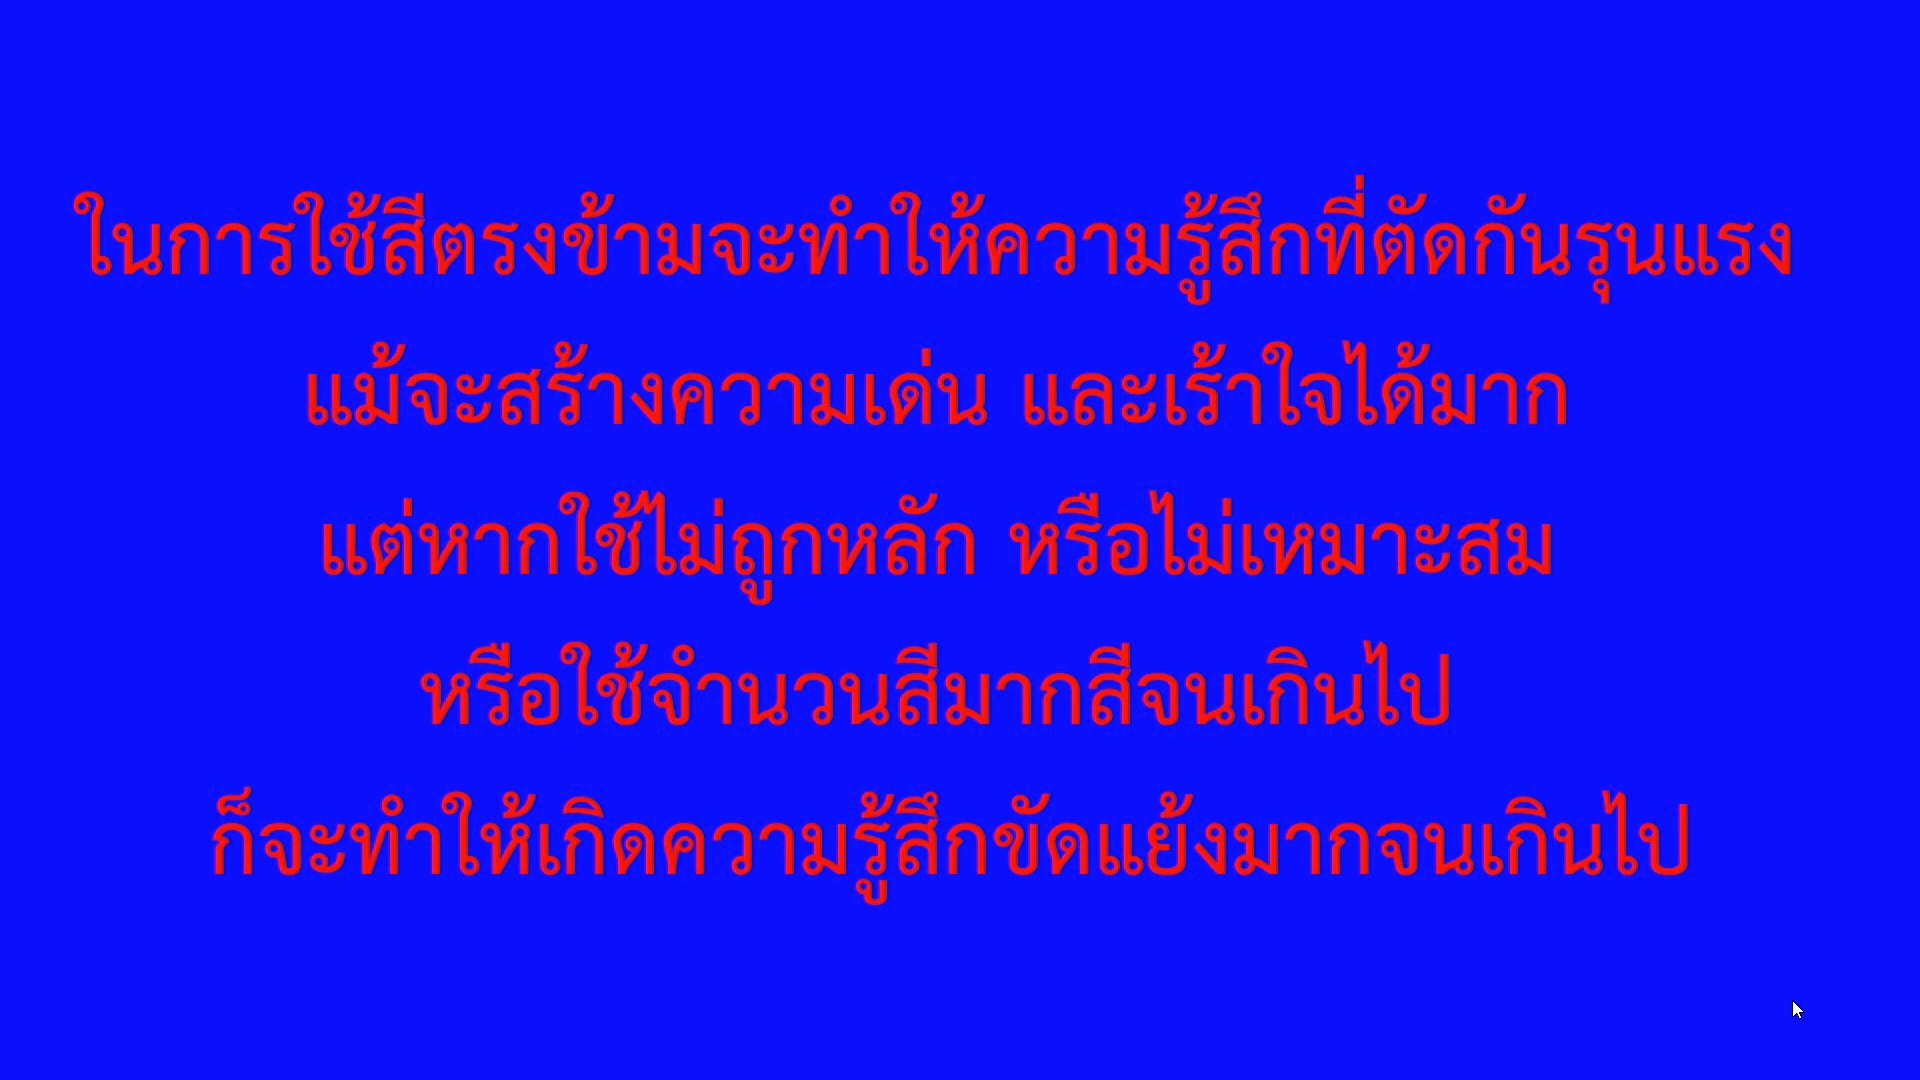 ในการใช้สีตรงข้ามจะทำให้ความรู้สึกที่ตัดกันรุนแรง
แม้จะสร้างความเด่น และเร้าใจได้มาก
แต่หากใช้ไม่ถูกหลัก หรือไม่เหมาะสม
หรือใช้จำนวนสีมากสีจนเกินไป
ก็จะทำให้เกิดความรู้สึกขัดแย้งมากจนเกินไป